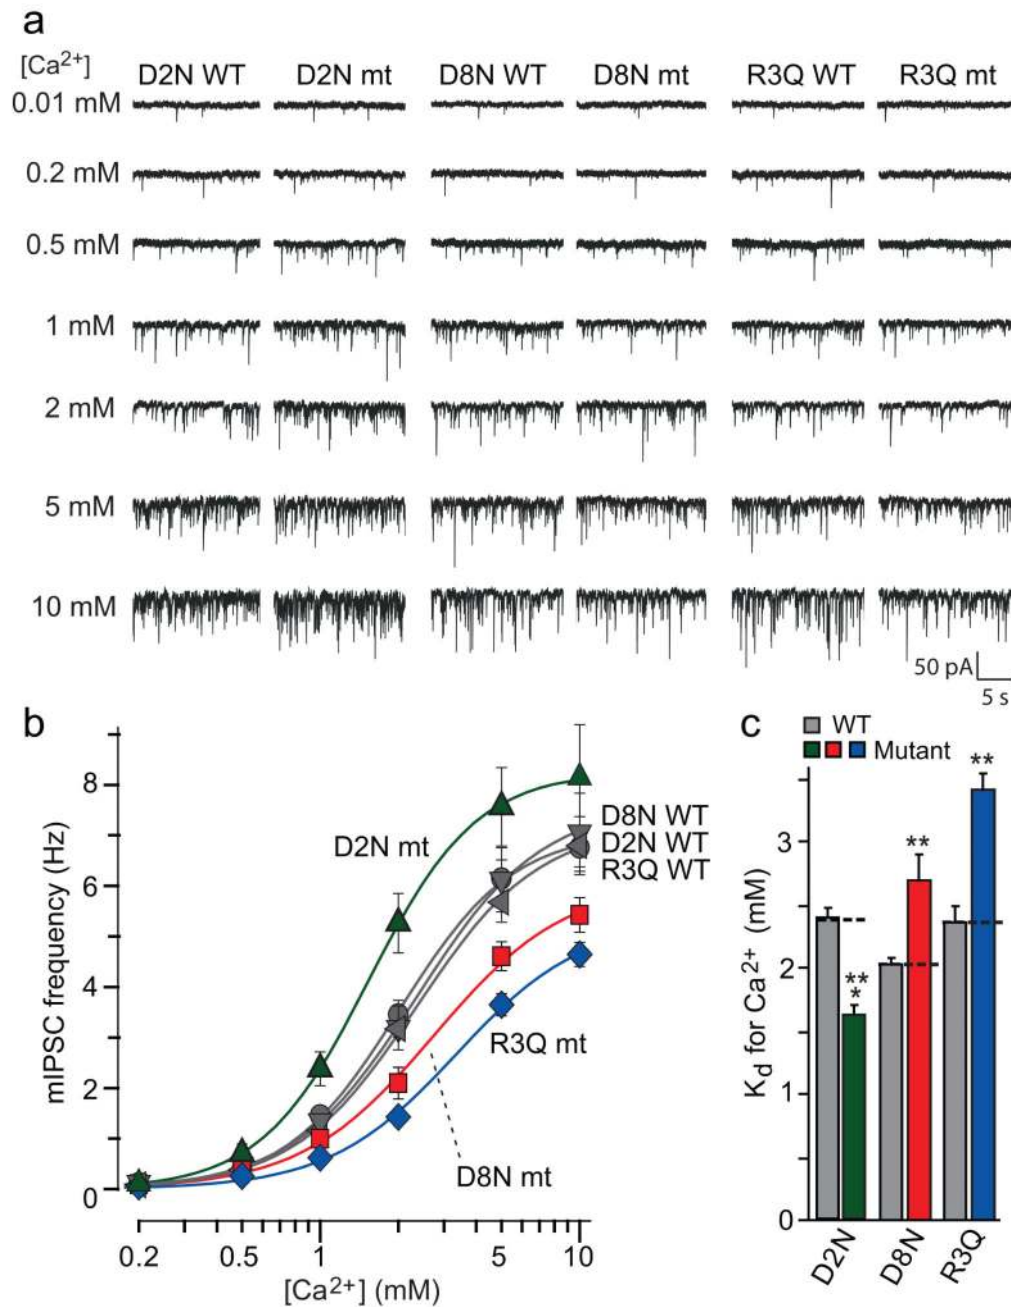 a
[Ca²⁺]
D2N WT D2N mt D8N WT D8N mt R3Q WT R3Q mt
0.01 mM
0.2 mM
0.5 mM
1 mM
2 mM
5 mM
10 mM
50 pA
5 s
b
mIPSC frequency (Hz)
8
6
4
2
0
D2N mt
D8N WT
D2N WT
R3Q WT
R3Q mt
D8N mt
0.2 0.5 1 2 5 10
[Ca²⁺] (mM)
c
WT
Mutant
K_d for Ca²⁺ (mM)
3
2
1
0
**
*
**
**
D2N D8N R3Q